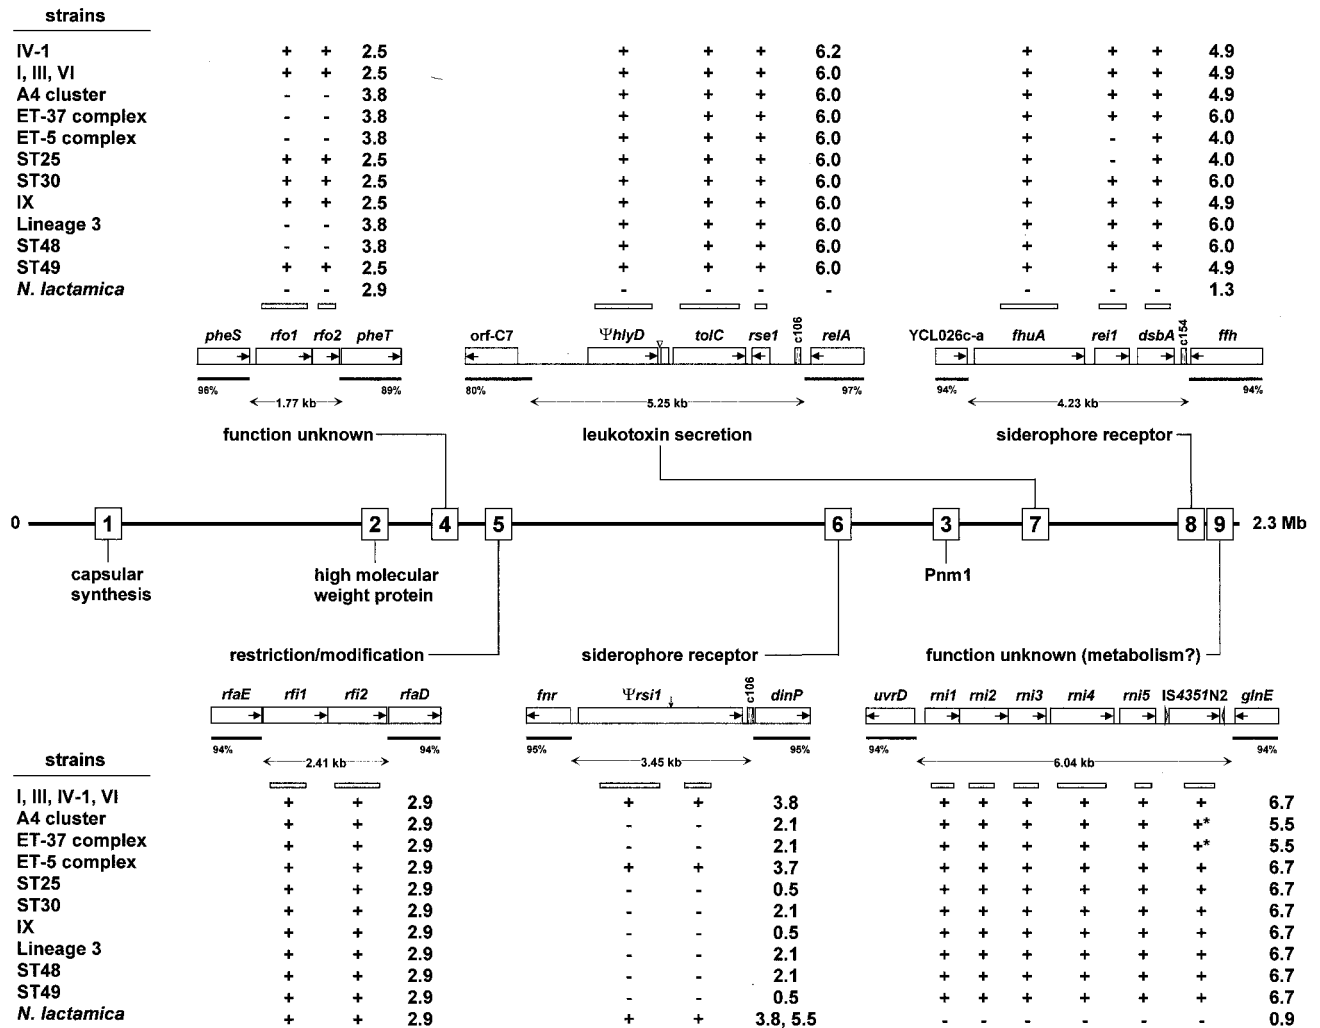 strains
IV-1 + + 2.5 + + + 6.2 + + + 4.9
I, III, VI + + 2.5 + + + 6.0 + + + 4.9
A4 cluster - - 3.8 + + + 6.0 + + + 4.9
ET-37 complex - - 3.8 + + + 6.0 + + + 6.0
ET-5 complex - - 3.8 + + + 6.0 + - + 4.0
ST25 + + 2.5 + + + 6.0 + - + 4.0
ST30 + + 2.5 + + + 6.0 + + + 6.0
IX + + 2.5 + + + 6.0 + + + 4.9
Lineage 3 - - 3.8 + + + 6.0 + + + 6.0
ST48 - - 3.8 + + + 6.0 + + + 6.0
ST49 + + 2.5 + + + 6.0 + + + 4.9
N. lactamica - - 2.9 - - - - - - - 1.3
pheS rfo1 rfo2 pheT orf-C7 ΨhlyD tolC rse1 c106 relA YCL026c-a fhuA rei1 dsbA c154 ffh
96% 89% 80% 97% 94% 94%
1.77 kb 5.25 kb 4.23 kb
function unknown leukotoxin secretion siderophore receptor
0 1 2 4 5 6 3 7 8 9 2.3 Mb
capsular synthesis
high molecular weight protein
Pnm1
restriction/modification siderophore receptor function unknown (metabolism?)
rfaE rfi1 rfi2 rfaD fnr Ψrsi1 c106 dinP uvrD rni1 rni2 rni3 rni4 rni5 IS4351N2 glnE
94% 94% 95% 95% 94% 94%
2.41 kb 3.45 kb 6.04 kb
strains
I, III, IV-1, VI + + 2.9 + + 3.8 + + + + + + 6.7
A4 cluster + + 2.9 - - 2.1 + + + + + +* 5.5
ET-37 complex + + 2.9 - - 2.1 + + + + + +* 5.5
ET-5 complex + + 2.9 + + 3.7 + + + + + + 6.7
ST25 + + 2.9 - - 0.5 + + + + + + 6.7
ST30 + + 2.9 - - 2.1 + + + + + + 6.7
IX + + 2.9 - - 0.5 + + + + + + 6.7
Lineage 3 + + 2.9 - - 2.1 + + + + + + 6.7
ST48 + + 2.9 - - 2.1 + + + + + + 6.7
ST49 + + 2.9 - - 0.5 + + + + + + 6.7
N. lactamica + + 2.9 + + 3.8, 5.5 - - - - - - 0.9